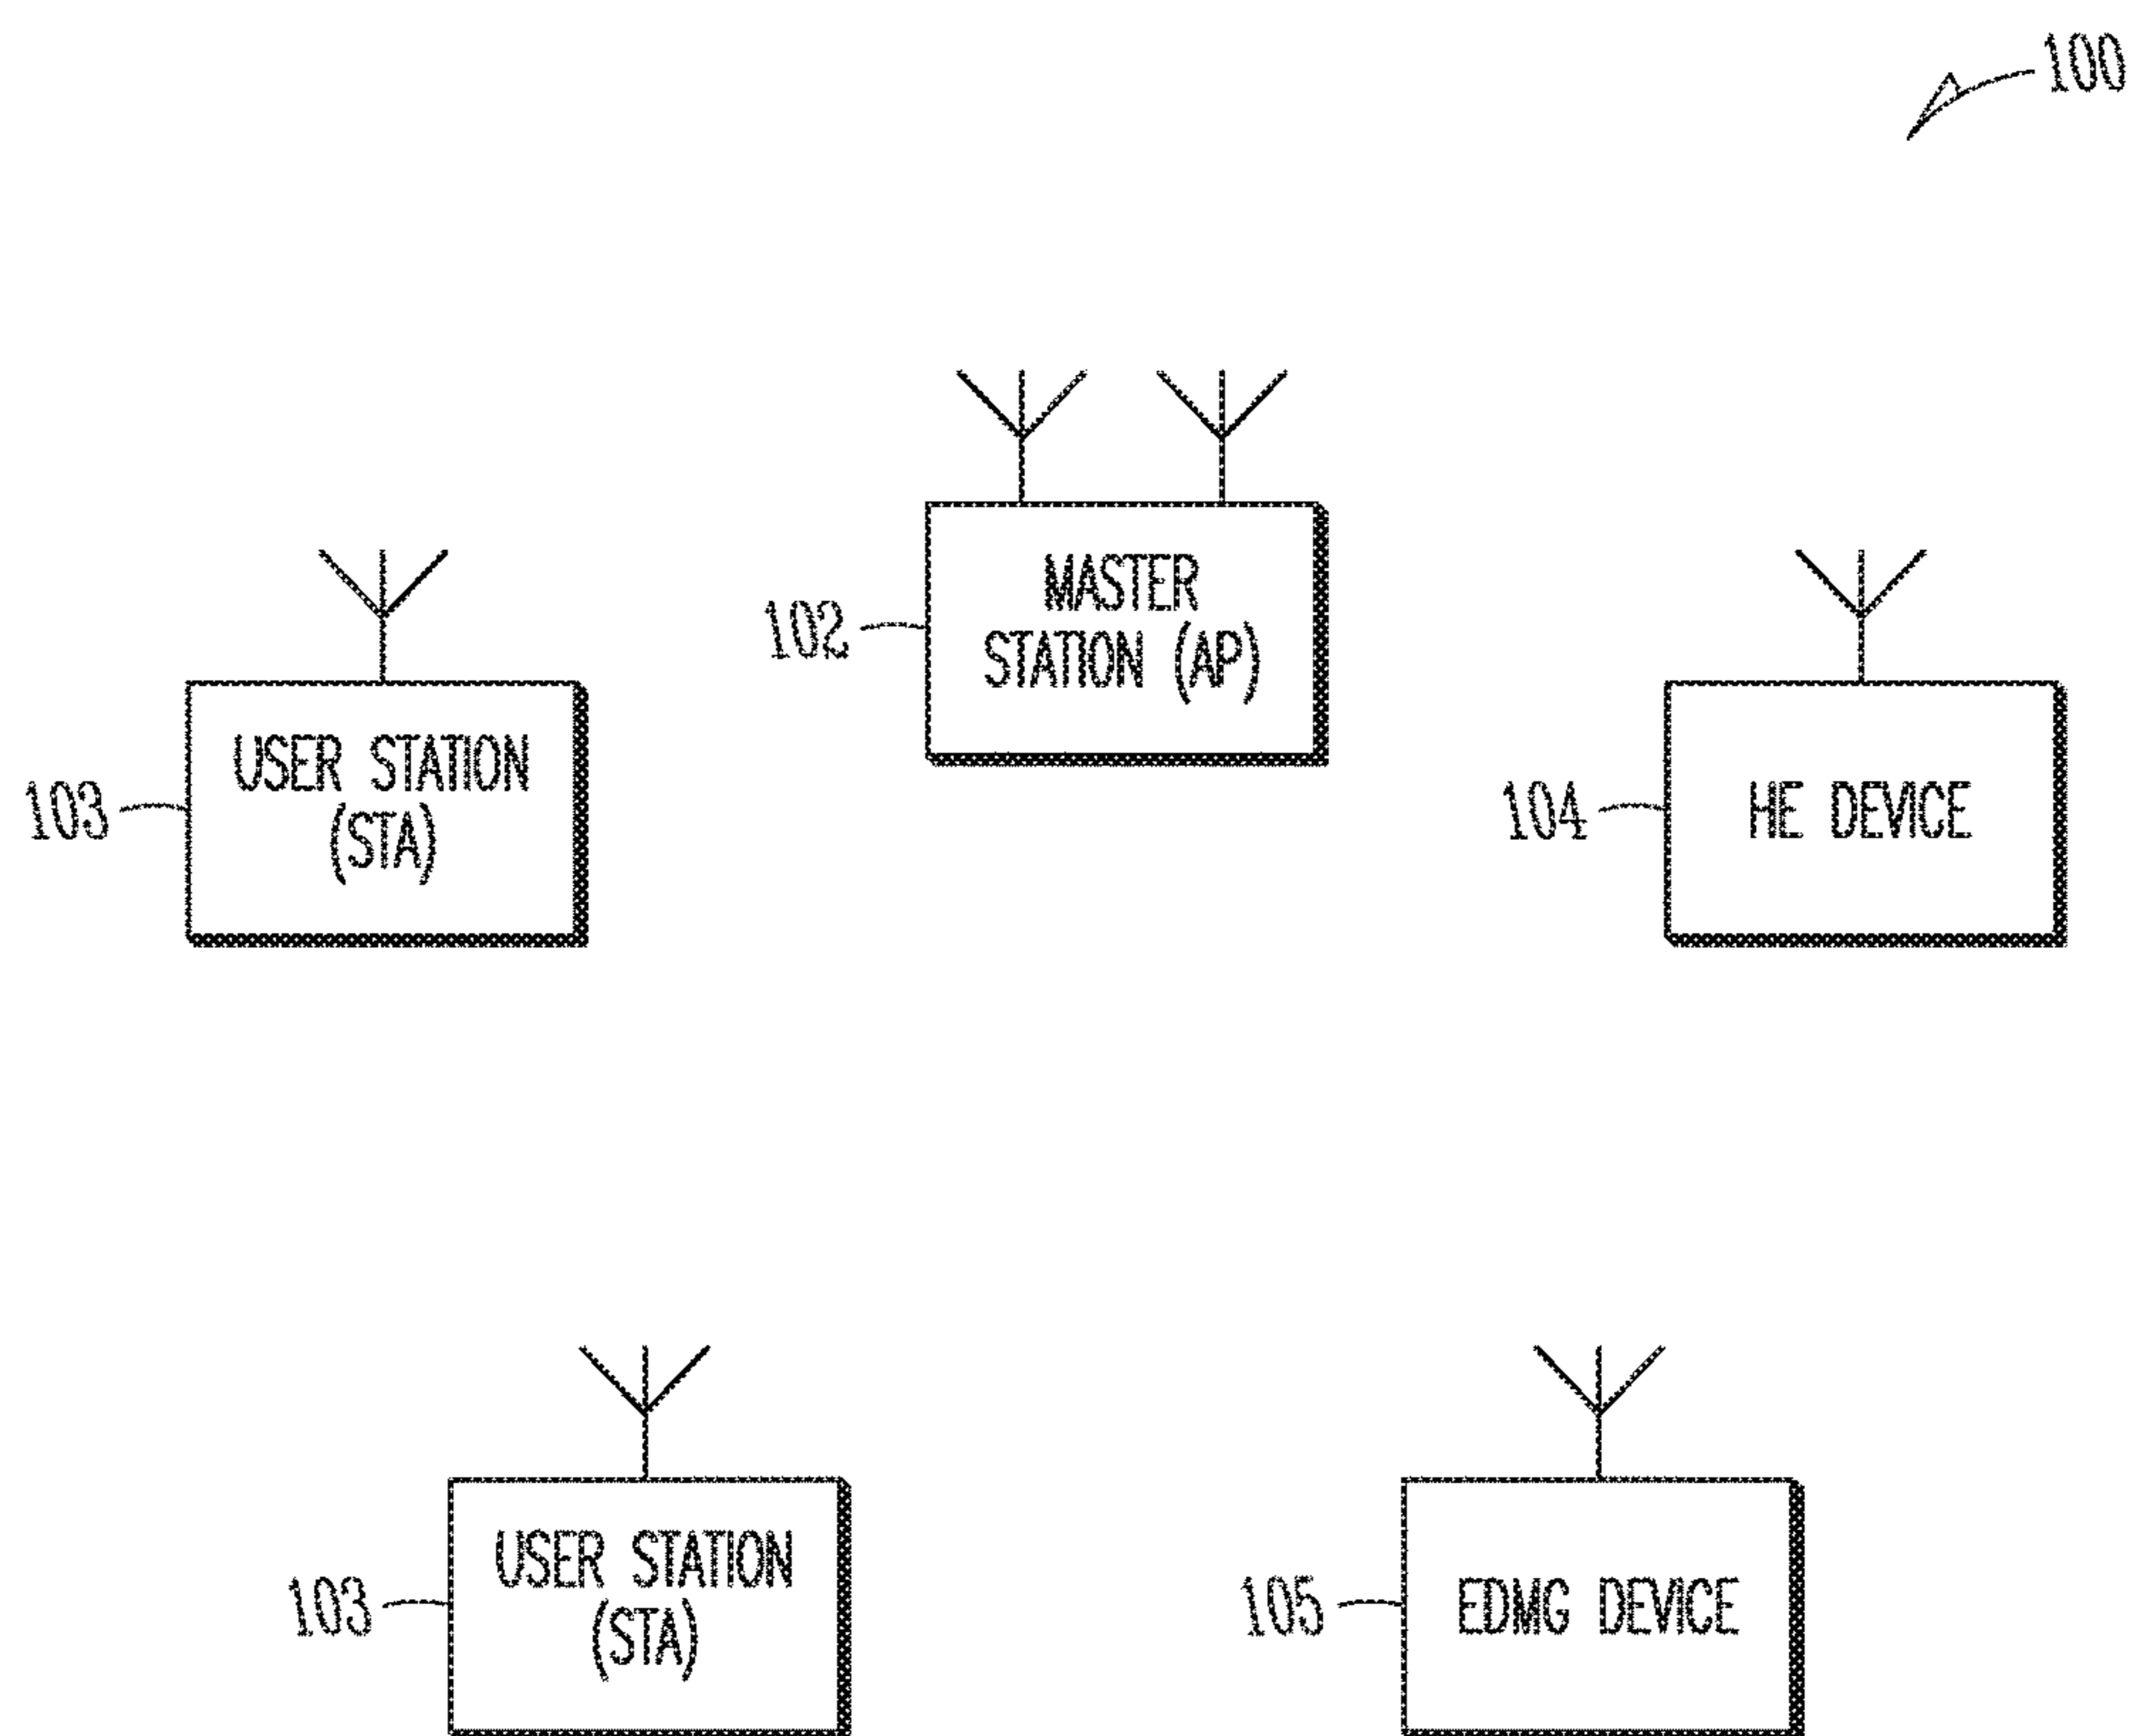 100
102
MASTER
STATION (AP)
103
USER STATION
(STA)
104
HE DEVICE
103
USER STATION
(STA)
105
EDMG DEVICE